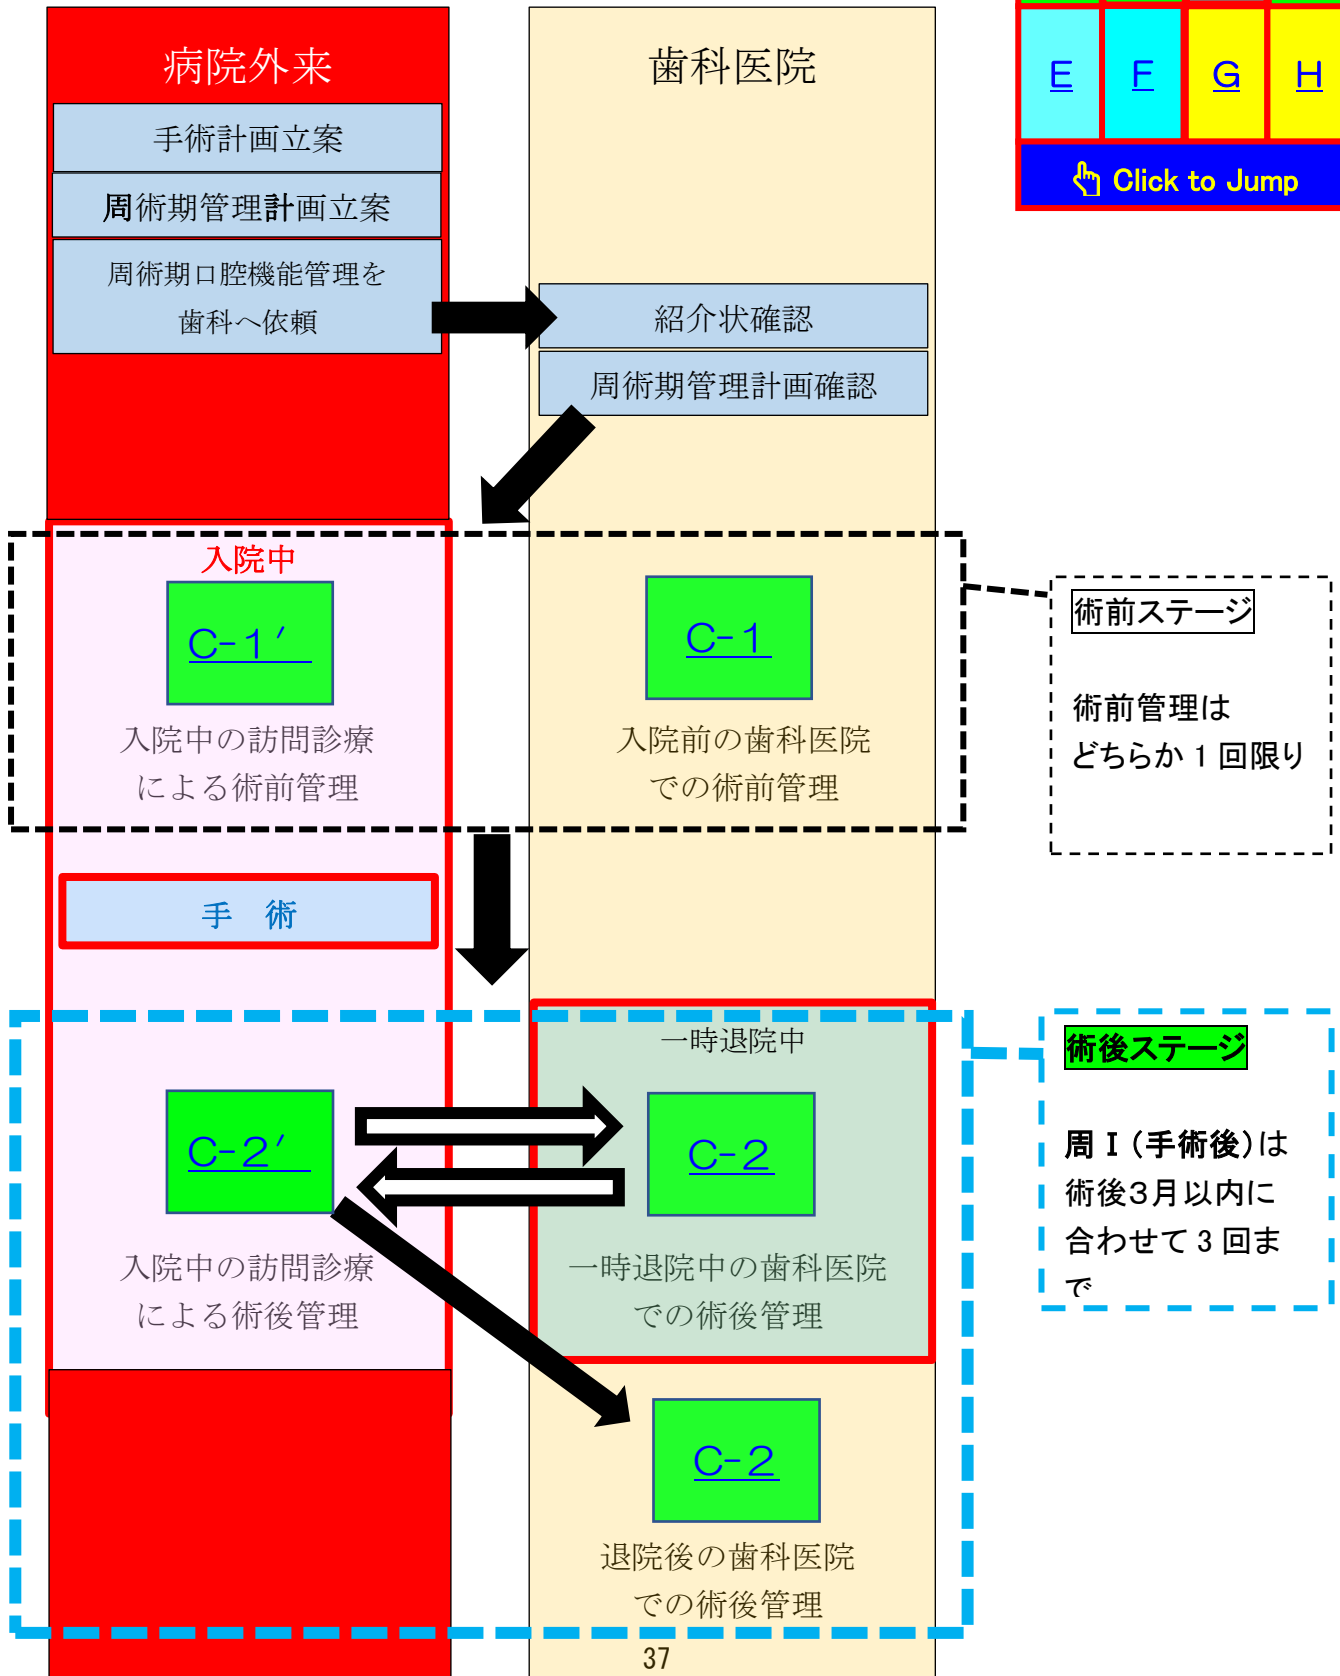 病院外来
手術計画立案
周術期管理計画立案
周術期口腔機能管理を
歯科へ依頼
歯科医院
紹介状確認
周術期管理計画確認
E F G H
Click to Jump
入院中
C-1′
入院中の訪問診療
による術前管理
C-1
入院前の歯科医院
での術前管理
術前ステージ
術前管理は
どちらか1回限り
手 術
C-2′
入院中の訪問診療
による術後管理
一時退院中
C-2
一時退院中の歯科医院
での術後管理
C-2
退院後の歯科医院
での術後管理
術後ステージ
周Ⅰ(手術後)は
術後3月以内に
合わせて3回ま
で
37